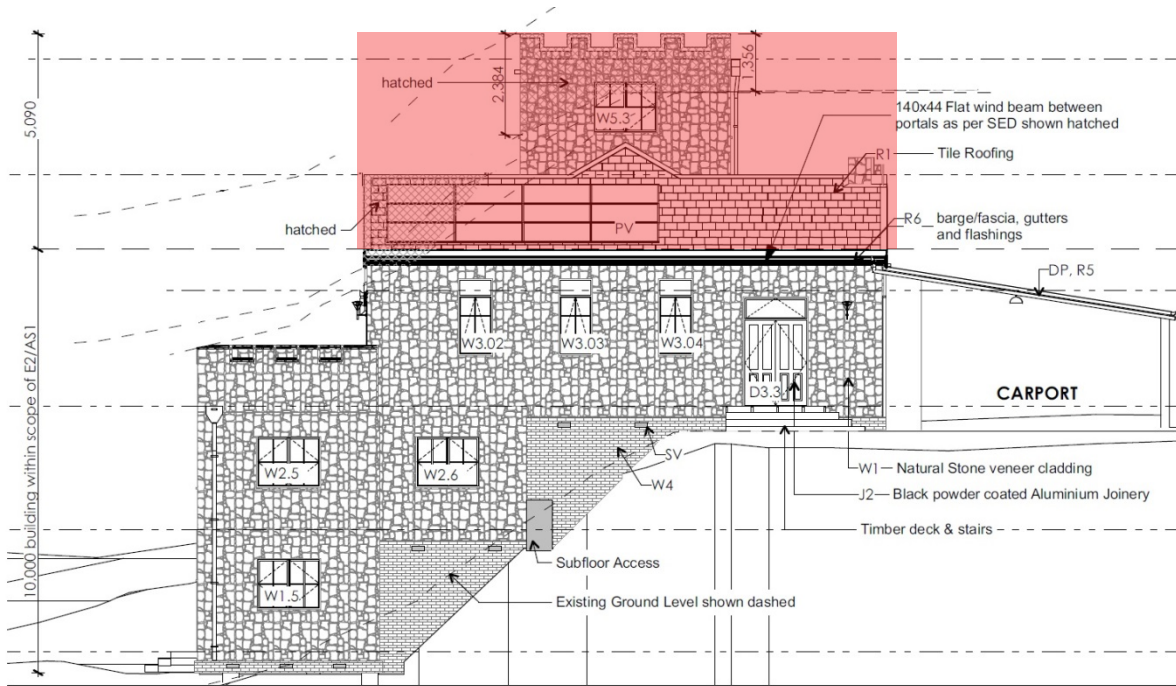 hatched
2.384
1.356
5,090
W5.3
140x44 Flat wind beam between
portals as per SED shown hatched
R1
Tile Roofing
hatched
PV
R6
barge/fascia, gutters
and flashings
DP, R5
W3.02
W3.03
W3.04
D3.3
CARPORT
10.000 building within scope of E2/AS1
W2.5
W2.6
SV
W4
W1
Natural Stone veneer cladding
J2
Black powder coated Aluminium Joinery
Timber deck & stairs
Subfloor Access
W1.5
Existing Ground Level shown dashed